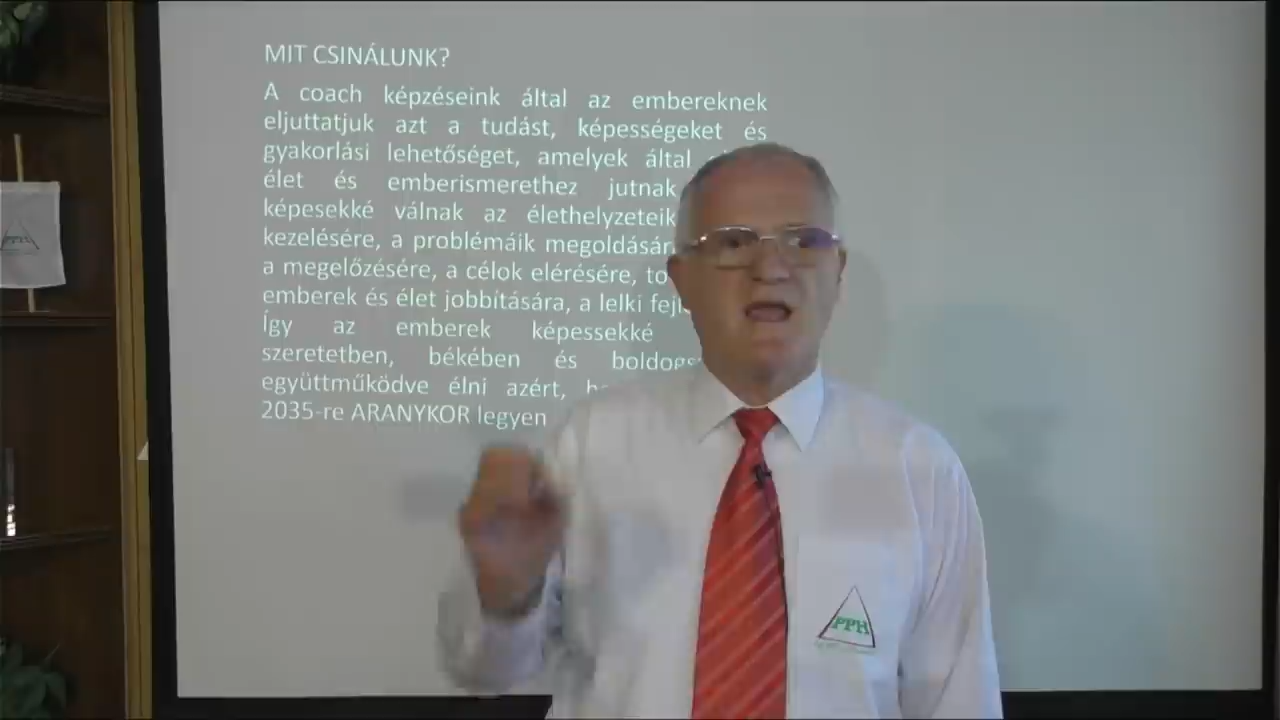 MIT CSINÁLUNK?
A coach képzéseink által az embereknek
eljuttatjuk azt a tudást, képességeket és
gyakorlási lehetőséget, amelyek által
élet és emberismerethez jutnak
képesekké válnak az élethelyzeteik
kezelésére, a problémáik
a megelőzésére, a célok elérésére,
emberek és élet jobbítására, a lelki
Így az emberek képessekké
szeretetben, békében és
együttműködve élni azért,
2035-re ARANYKOR legyen
PPH